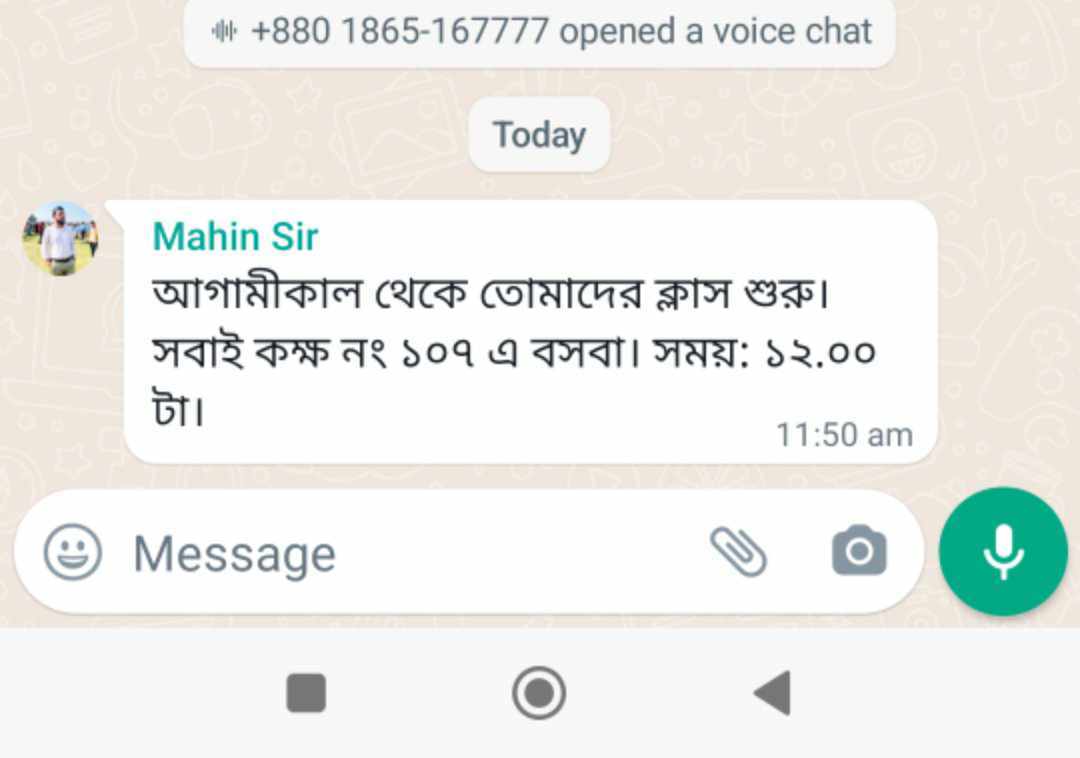 +880 1865-167777 opened a voice chat
Today
Mahin Sir
আগামীকাল থেকে তোমাদের ক্লাস শুরু।
সবাই কক্ষ নং ১০৭ এ বসবা। সময়: ১২.০০
টা।
11:50 am
Message